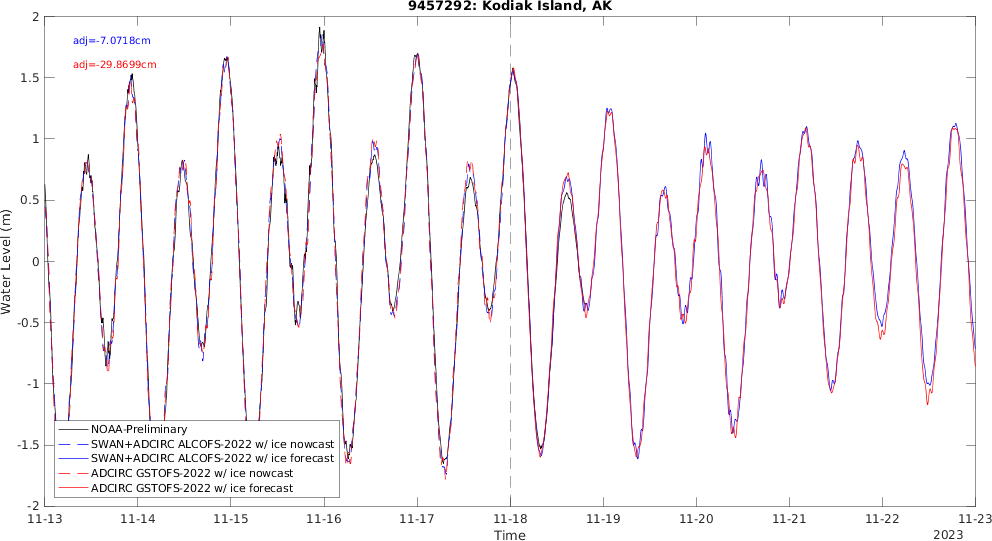 9457292: Kodiak Island, AK
adj=-7.0718cm
adj=-29.8699cm
Water Level (m)
2
1.5
1
0.5
0
-0.5
-1
-1.5
-2
NOAA-Preliminary
SWAN+ADCIRC ALCOFS-2022 w/ ice nowcast
SWAN+ADCIRC ALCOFS-2022 w/ ice forecast
ADCIRC GSTOFS-2022 w/ ice nowcast
ADCIRC GSTOFS-2022 w/ ice forecast
11-13 11-14 11-15 11-16 11-17 11-18 11-19 11-20 11-21 11-22 11-23
Time
2023